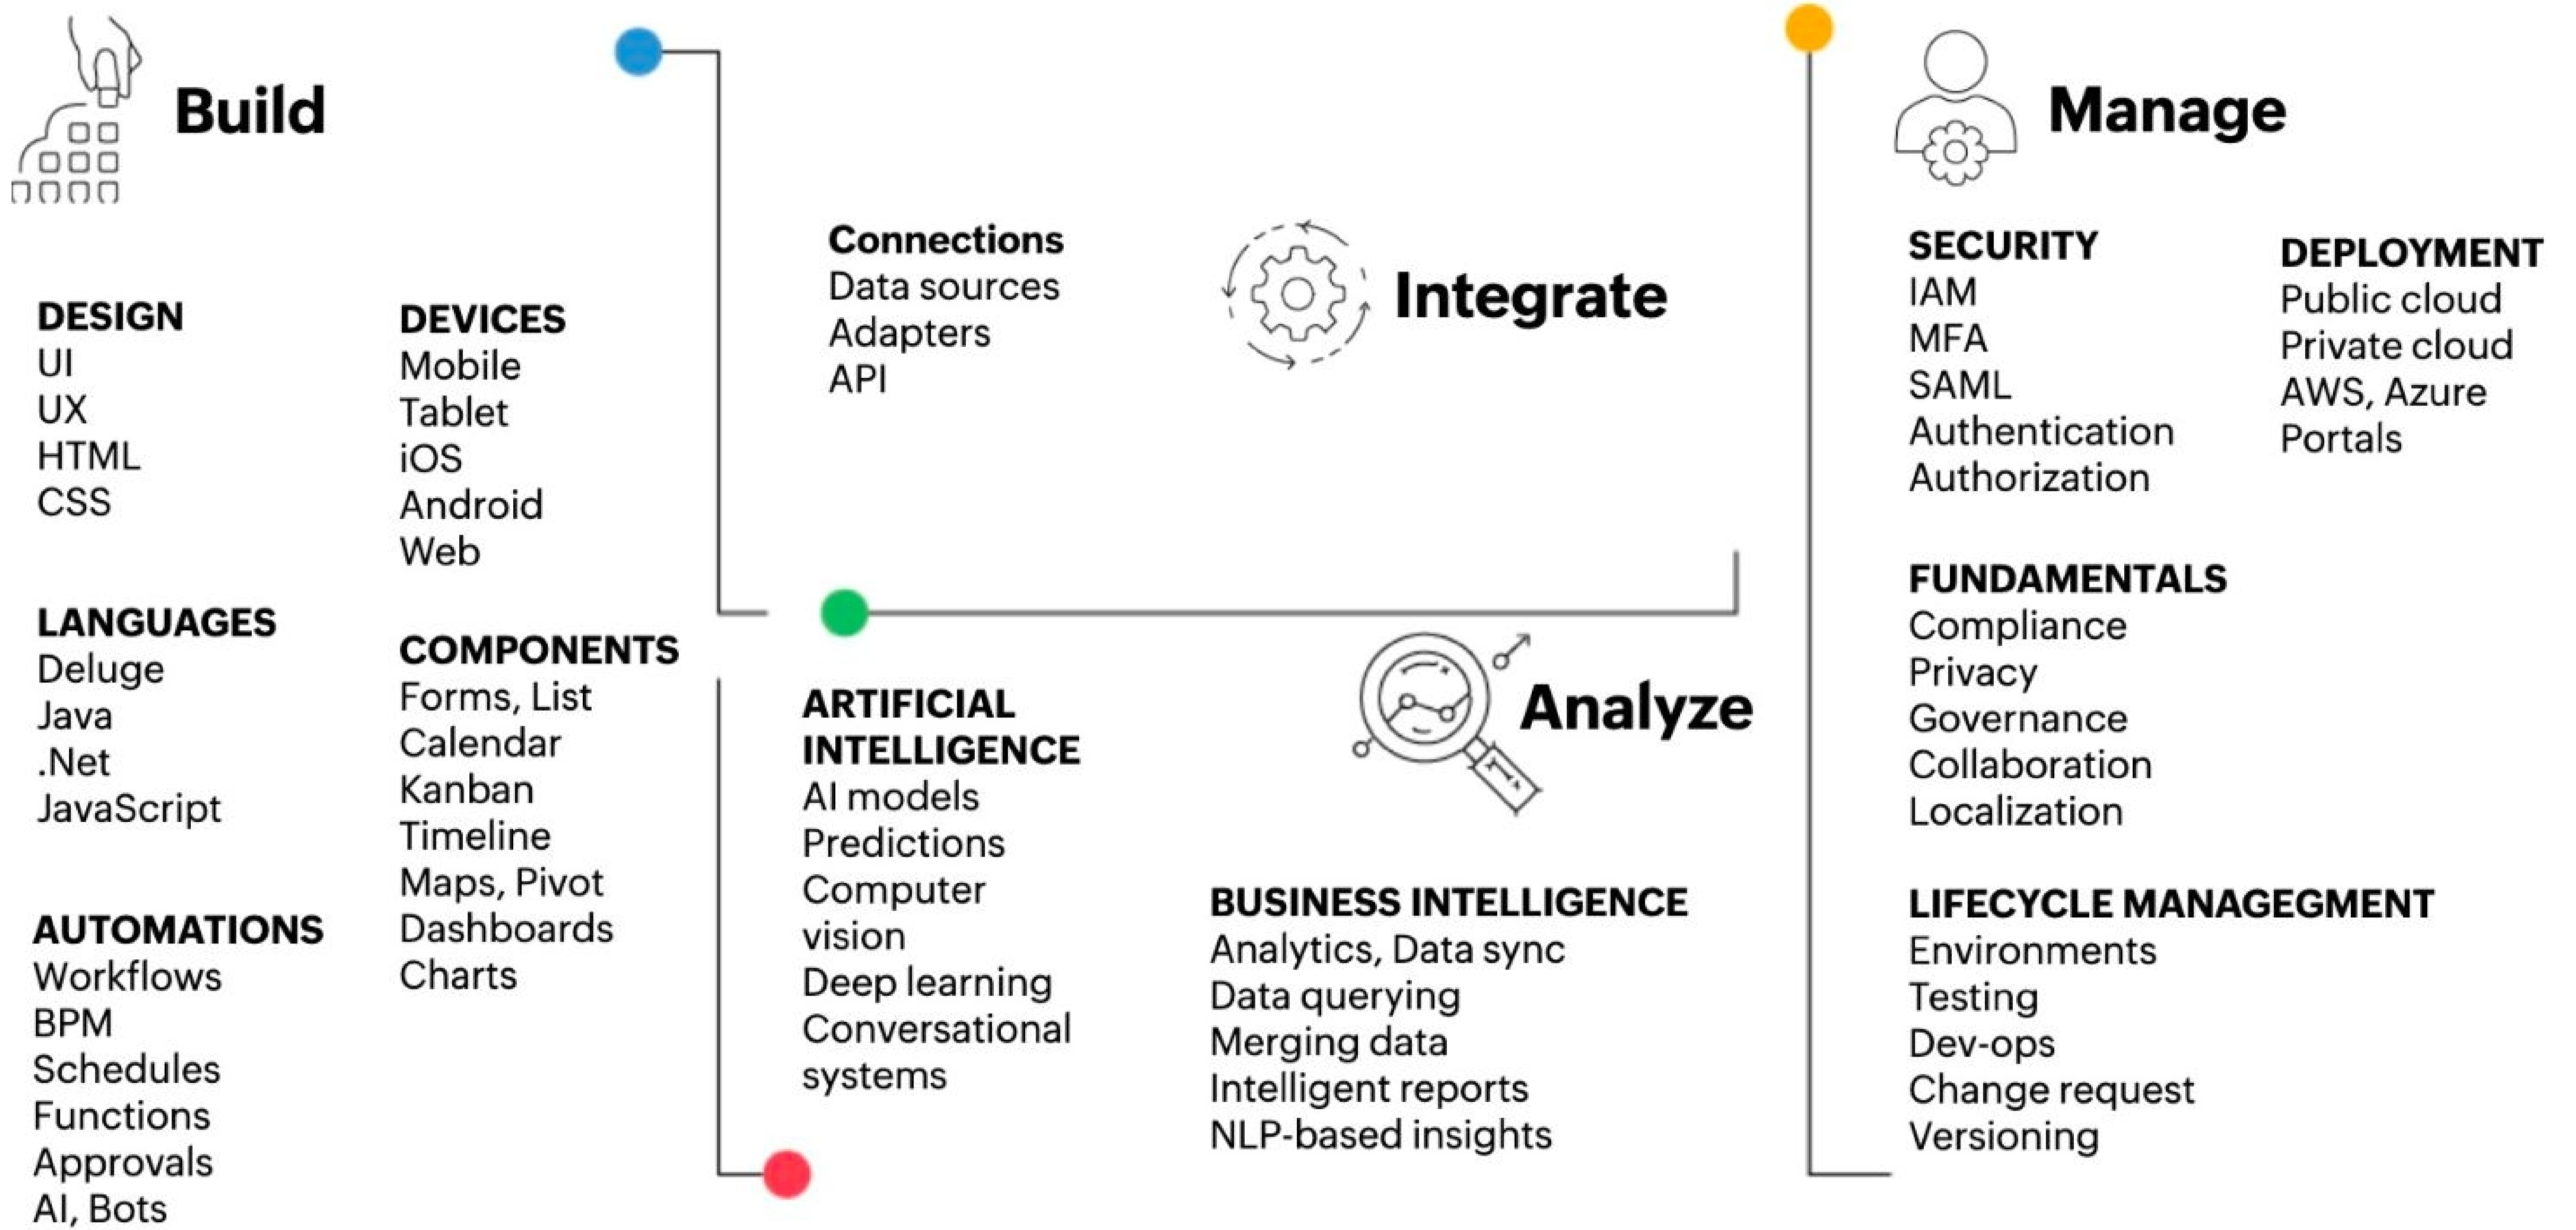 Build
DESIGN
UI
UX
HTML
CSS
LANGUAGES
Deluge
Java
.Net
JavaScript
AUTOMATIONS
Workflows
BPM
Schedules
Functions
Approvals
AI, Bots
DEVICES
Mobile
Tablet
iOS
Android
Web
COMPONENTS
Forms, List
Calendar
Kanban
Timeline
Maps, Pivot
Dashboards
Charts
Integrate
Connections
Data sources
Adapters
API
Analyze
ARTIFICIAL
INTELLIGENCE
AI models
Predictions
Computer
vision
Deep learning
Conversational
systems
BUSINESS INTELLIGENCE
Analytics, Data sync
Data querying
Merging data
Intelligent reports
NLP-based insights
Manage
SECURITY
IAM
MFA
SAML
Authentication
Authorization
DEPLOYMENT
Public cloud
Private cloud
AWS, Azure
Portals
FUNDAMENTALS
Compliance
Privacy
Governance
Collaboration
Localization
LIFECYCLE MANAGEGMENT
Environments
Testing
Dev-ops
Change request
Versioning